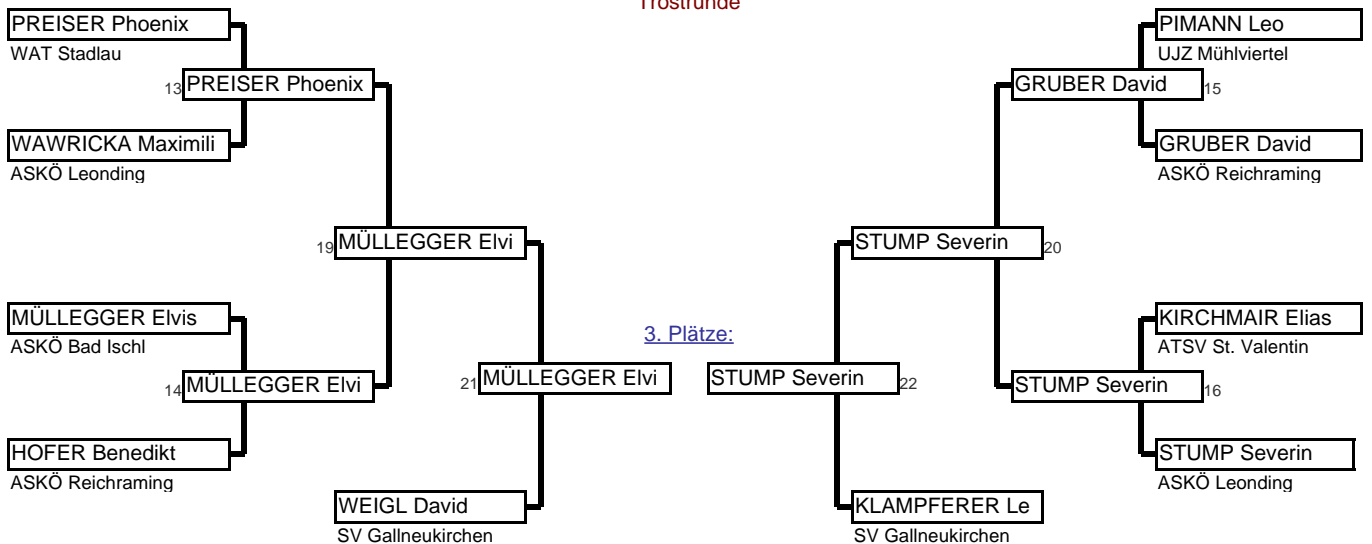 Trostrunde
PREISER Phoenix
WAT Stadlau
PIMANN Leo
UJZ Mühlviertel
13 PREISER Phoenix
GRUBER David 15
WAWRICKA Maximili
ASKÖ Leonding
GRUBER David
ASKÖ Reichraming
19 MÜLLEGGER Elvi
STUMP Severin 20
MÜLLEGGER Elvis
ASKÖ Bad Ischl
KIRCHMAIR Elias
ATSV St. Valentin
3. Plätze:
14 MÜLLEGGER Elvi
21 MÜLLEGGER Elvi
STUMP Severin 22
STUMP Severin 16
HOFER Benedikt
ASKÖ Reichraming
STUMP Severin
ASKÖ Leonding
WEIGL David
SV Gallneukirchen
KLAMPFERER Le
SV Gallneukirchen